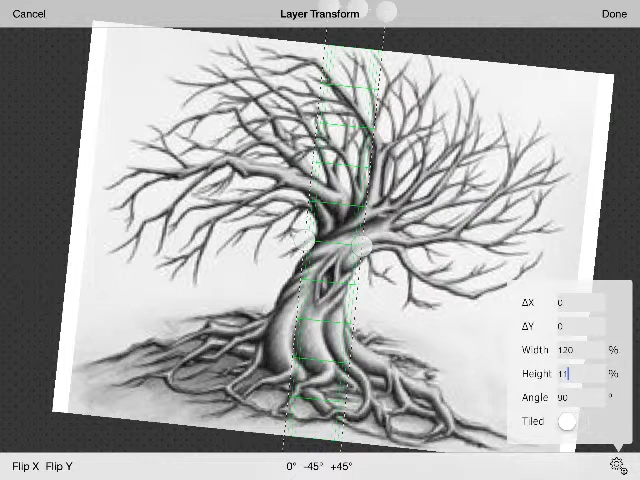 Cancel Layer Transform Done
ΔX 0
ΔY 0
Width 120 %
Height 11 %
Angle 90 °
Tiled
Flip X Flip Y 0° -45° +45°